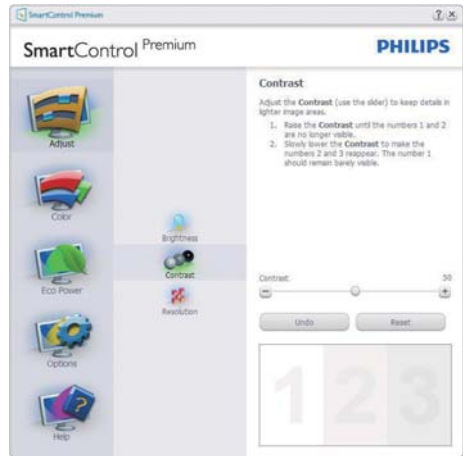 SmartControl Premium
SmartControl Premium
PHILIPS
Adjust
Color
Eco Power
Options
Help
Brightness
Contrast
Resolution
Contrast
Adjust the Contrast (use the slider) to keep details in
lighter image areas.
1. Raise the Contrast until the numbers 1 and 2
are no longer visible.
2. Slowly lower the Contrast to make the
numbers 2 and 3 reappear. The number 1
should remain barely visible.
Contrast: 50
Undo Reset
1 2 3